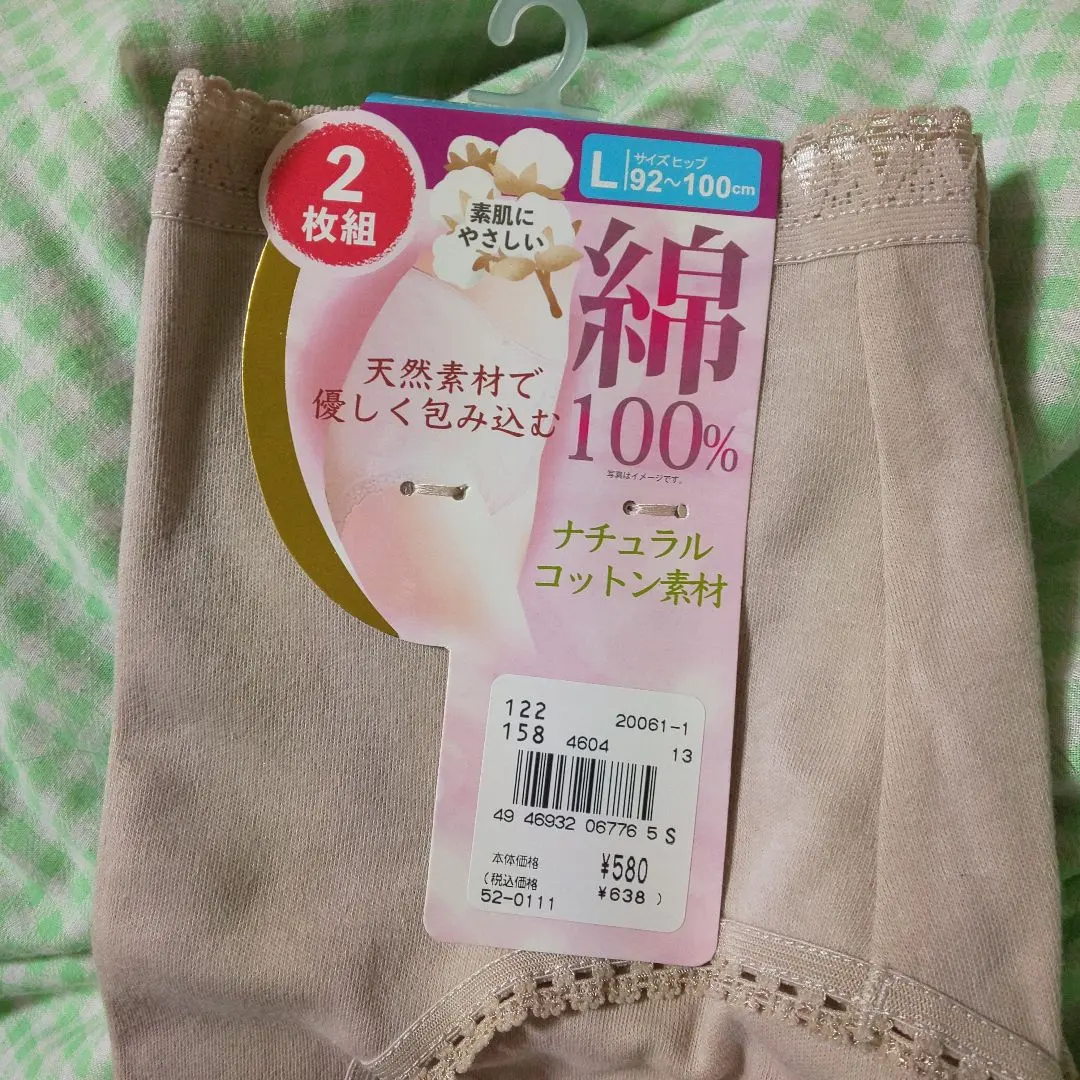 2
枚組
素肌に
やさしい
L サイズ ヒップ
92～100cm
綿
100%
写真はイメージです。
天然素材で
優しく包み込む
ナチュラル
コットン素材
122 20061-1
158 4604 13
49 46932 06776 5 S
本体価格 ¥580
(税込価格 ¥638 )
52-0111